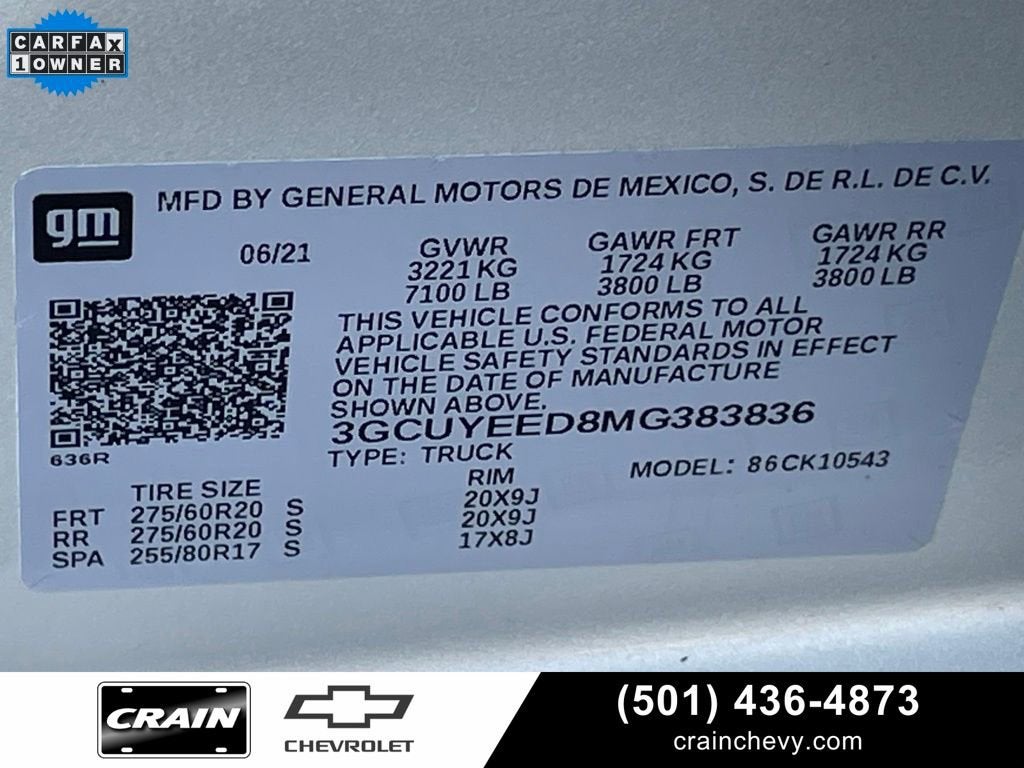 CARFAX
1 OWNER
gm
MFD BY GENERAL MOTORS DE MEXICO, S. DE R.L. DE C.V.
06/21
GVWR
3221 KG
7100 LB
GAWR FRT
1724 KG
3800 LB
GAWR RR
1724 KG
3800 LB
THIS VEHICLE CONFORMS TO ALL
APPLICABLE U.S. FEDERAL MOTOR
VEHICLE SAFETY STANDARDS IN EFFECT
ON THE DATE OF MANUFACTURE
SHOWN ABOVE.
3GCUYEED8MG383836
TYPE: TRUCK
MODEL: 86CK10543
636R
TIRE SIZE RIM
FRT 275/60R20 S 20X9J
RR 275/60R20 S 20X9J
SPA 255/80R17 S 17X8J
CRAIN
CHEVROLET
(501) 436-4873
crainchevy.com